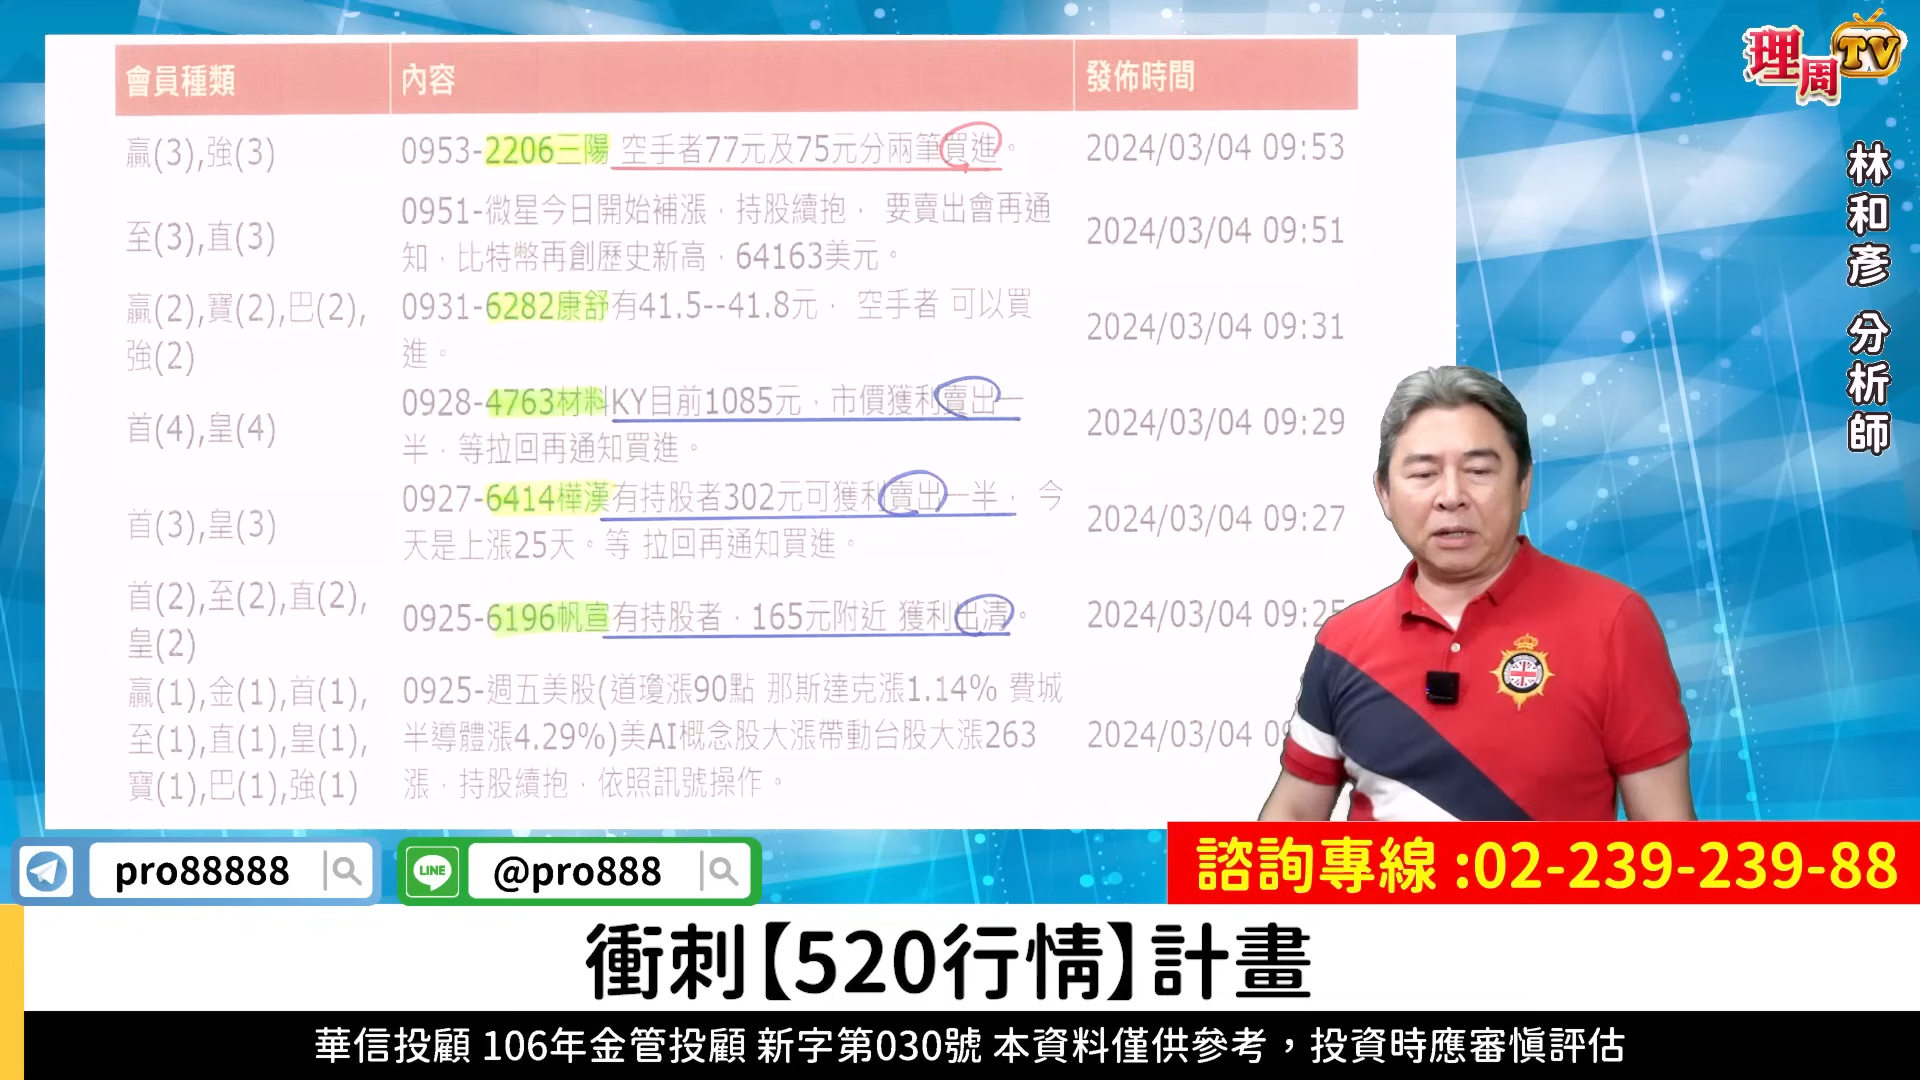 會員種類 內容 發佈時間
贏(3),強(3) 0953-2206三陽 空手者77元及75元分兩筆買進。 2024/03/04 09:53
至(3),直(3) 0951-微星今日開始補漲，持股續抱， 要賣出會再通
知，比特幣再創歷史新高，64163美元。 2024/03/04 09:51
贏(2),寶(2),巴(2),
強(2) 0931-6282康舒有41.5--41.8元， 空手者 可以買
進。 2024/03/04 09:31
首(4),皇(4) 0928-4763材料KY目前1085元，市價獲利賣出一
半，等拉回再通知買進。 2024/03/04 09:29
首(3),皇(3) 0927-6414樺漢有持股者302元可獲利賣出一半， 今
天是上漲25天。等 拉回再通知買進。 2024/03/04 09:27
首(2),至(2),直(2),
皇(2) 0925-6196帆宣有持股者，165元附近 獲利出清。 2024/03/04 09:25
贏(1),金(1),首(1),
至(1),直(1),皇(1),
寶(1),巴(1),強(1) 0925-週五美股(道瓊漲90點 那斯達克漲1.14% 費城
半導體漲4.29%)美AI概念股大漲帶動台股大漲263
漲，持股續抱，依照訊號操作。 2024/03/04
理周TV
林和彥 分析師
pro88888
LINE @pro888
諮詢專線:02-239-239-88
衝刺【520行情】計畫
華信投顧 106年金管投顧 新字第030號 本資料僅供參考，投資時應審慎評估